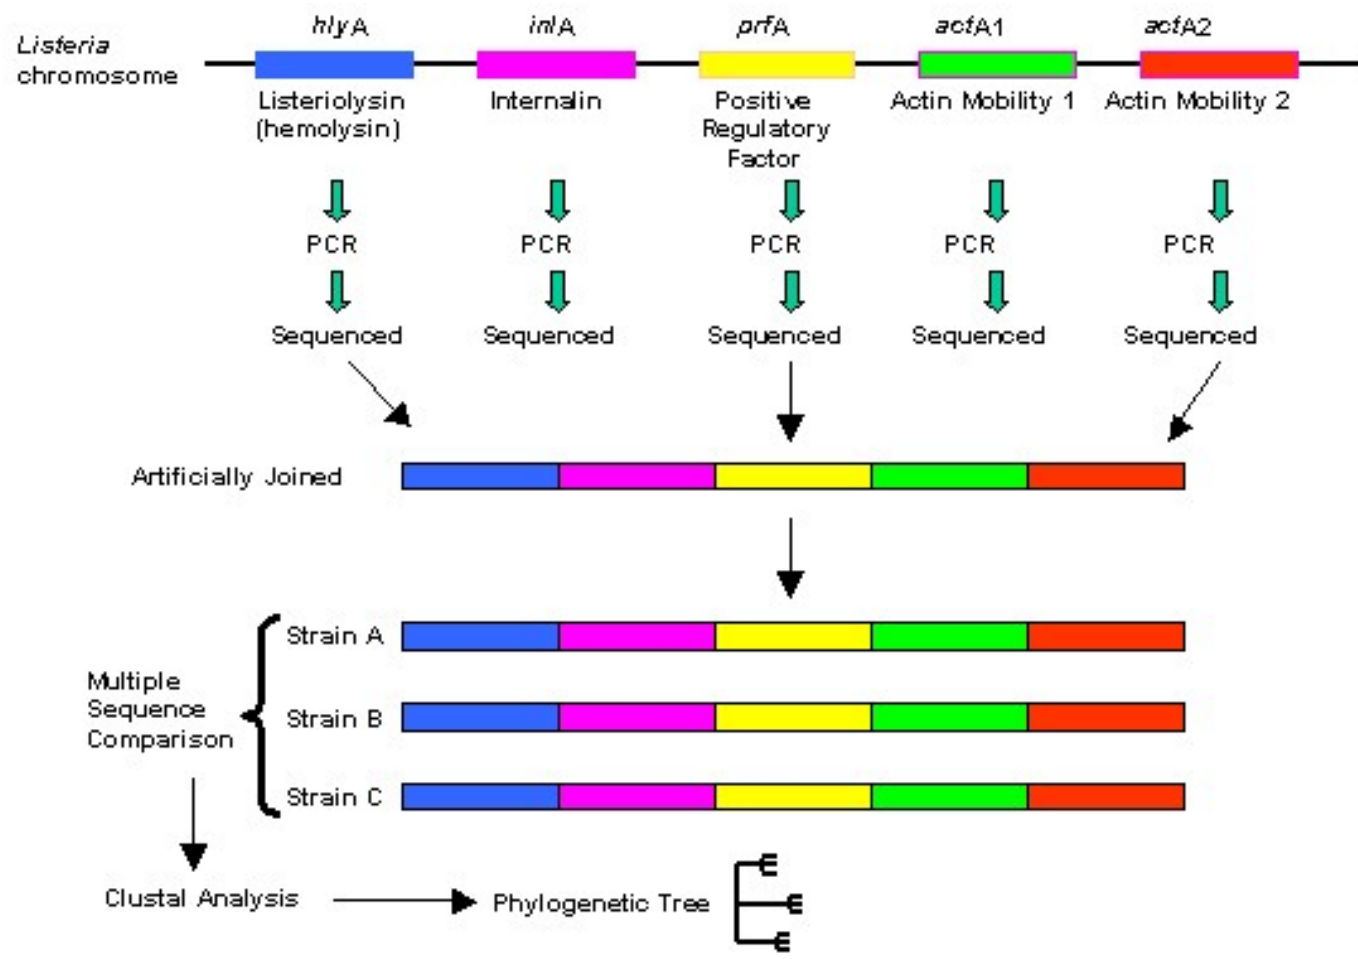 hlyA inlA prfA actA1 actA2
Listeria
chromosome
Listeriolysin
(hemolysin)
Internalin
Positive
Regulatory
Factor
Actin Mobility 1
Actin Mobility 2
PCR PCR PCR PCR PCR
Sequenced Sequenced Sequenced Sequenced Sequenced
Artificially Joined
Strain A
Multiple
Sequence
Comparison
Strain B
Strain C
Clustal Analysis
Phylogenetic Tree